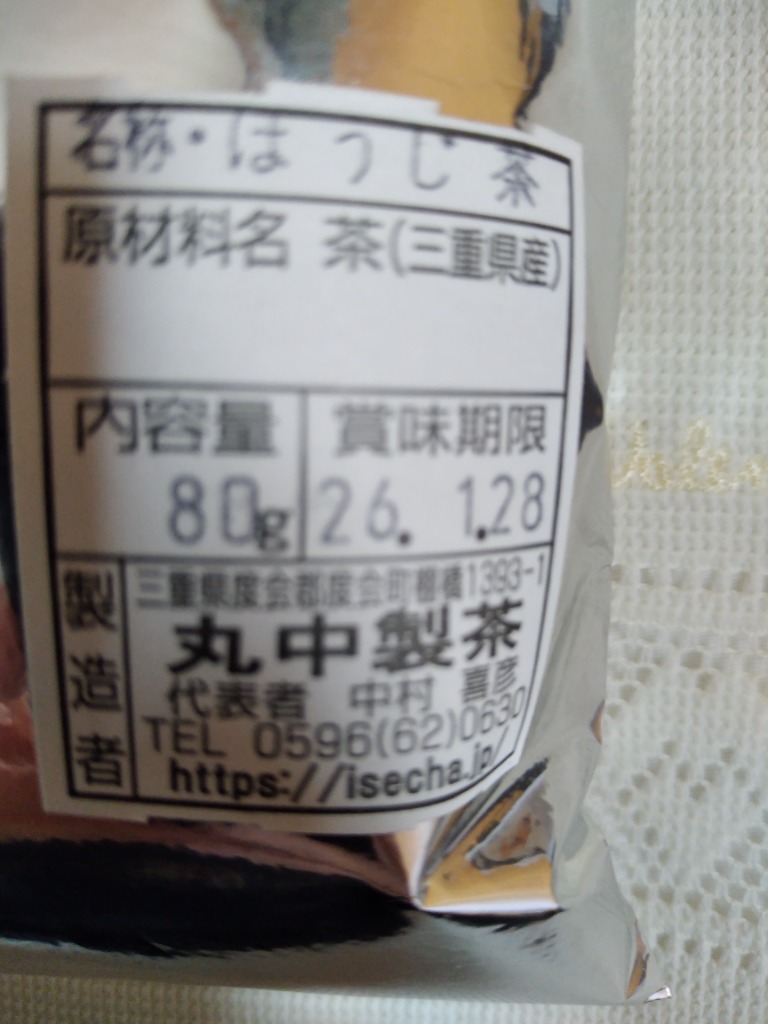 名称・ほうじ茶
原材料名 茶(三重県産)
内容量 賞味期限
80g 26. 1.28
製造者
三重県度会郡度会町棚橋1393-1
丸中製茶
代表者 中村 喜彦
TEL 0596(62)0630
https://isecha.jp/